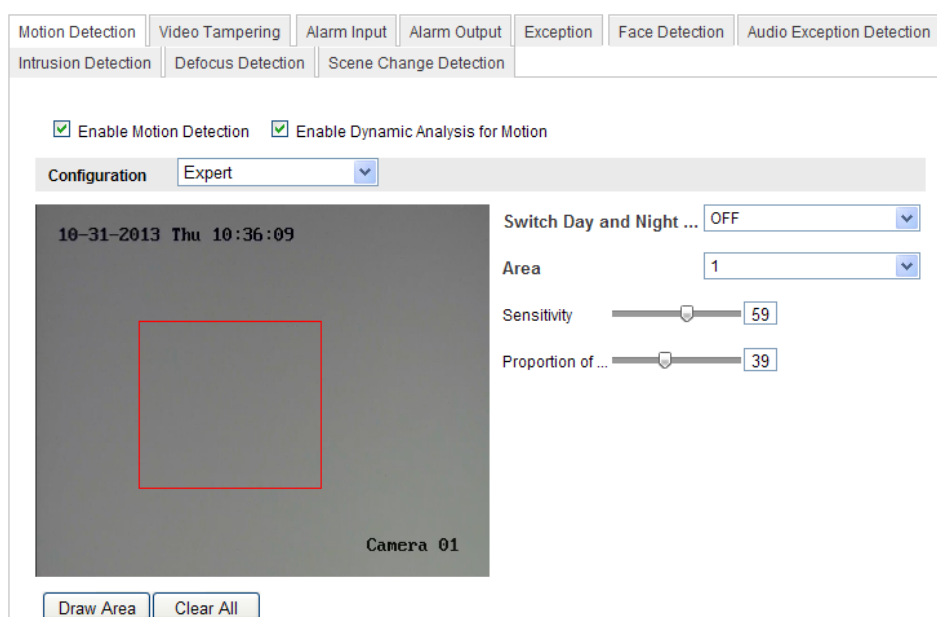 Motion Detection Video Tampering Alarm Input Alarm Output Exception Face Detection Audio Exception Detection
Intrusion Detection Defocus Detection Scene Change Detection
Enable Motion Detection Enable Dynamic Analysis for Motion
Configuration Expert
10-31-2013 Thu 10:36:09
Camera 01
Switch Day and Night ... OFF
Area 1
Sensitivity 59
Proportion of ... 39
Draw Area Clear All